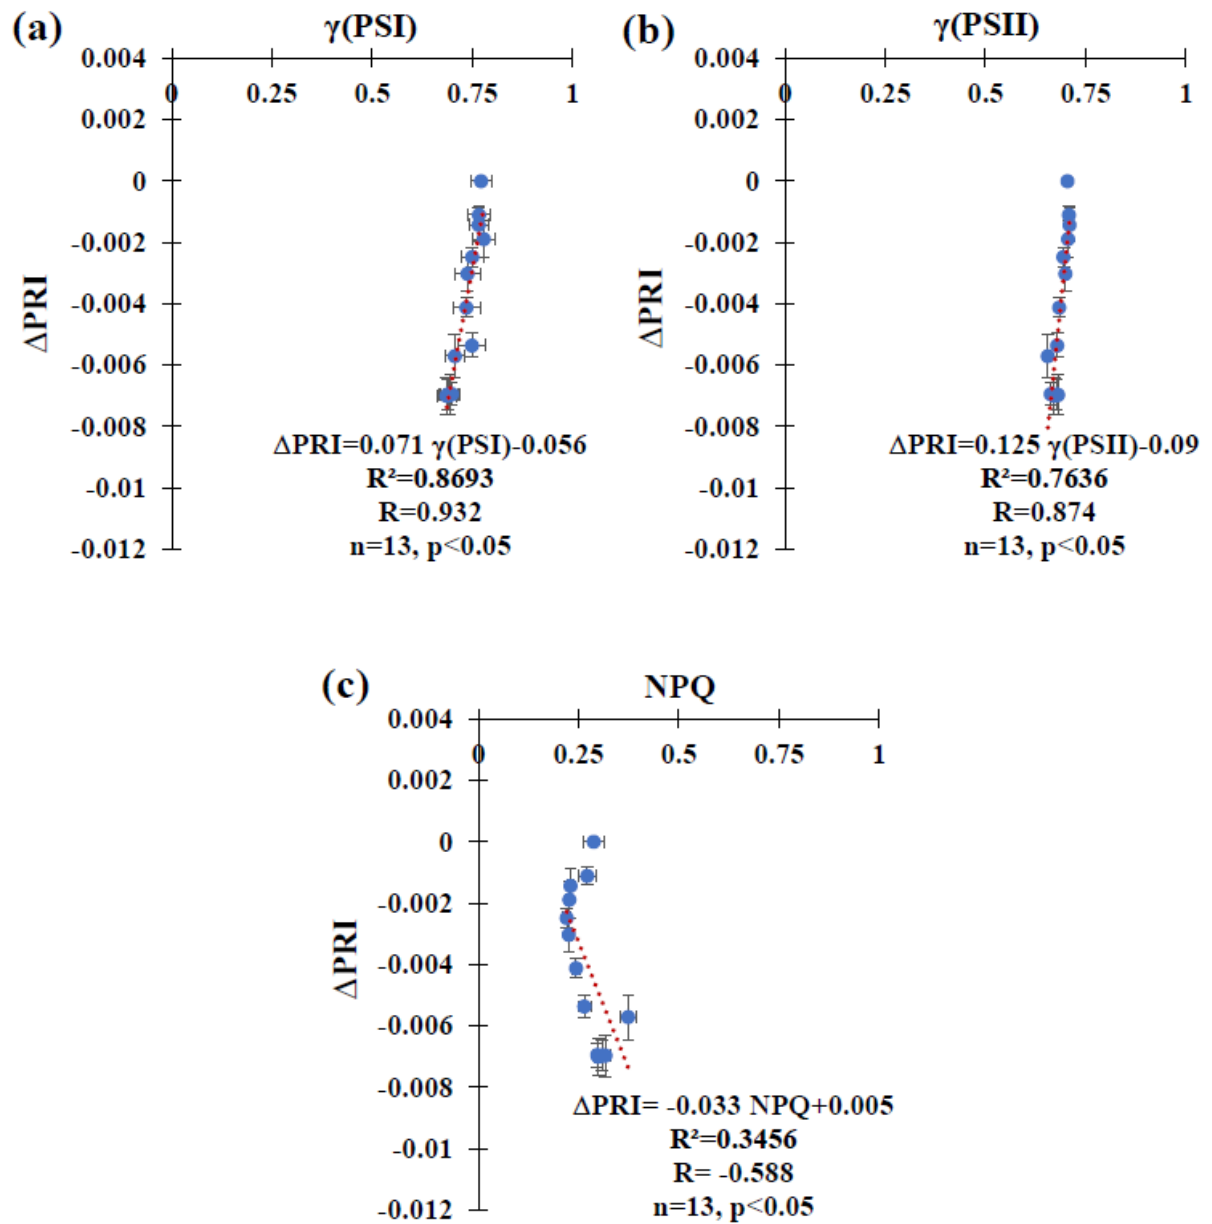 (a)
γ(PSI)
0.004
0 0.25 0.5 0.75 1
0.002
0
-0.002
-0.004
-0.006
-0.008
-0.01
-0.012
ΔPRI
ΔPRI=0.071 γ(PSI)-0.056
R²=0.8693
R=0.932
n=13, p<0.05
(b)
γ(PSII)
0.004
0 0.25 0.5 0.75 1
0.002
0
-0.002
-0.004
-0.006
-0.008
-0.01
-0.012
ΔPRI
ΔPRI=0.125 γ(PSII)-0.09
R²=0.7636
R=0.874
n=13, p<0.05
(c)
NPQ
0.004
0 0.25 0.5 0.75 1
0.002
0
-0.002
-0.004
-0.006
-0.008
-0.01
-0.012
ΔPRI
ΔPRI= -0.033 NPQ+0.005
R²=0.3456
R= -0.588
n=13, p<0.05